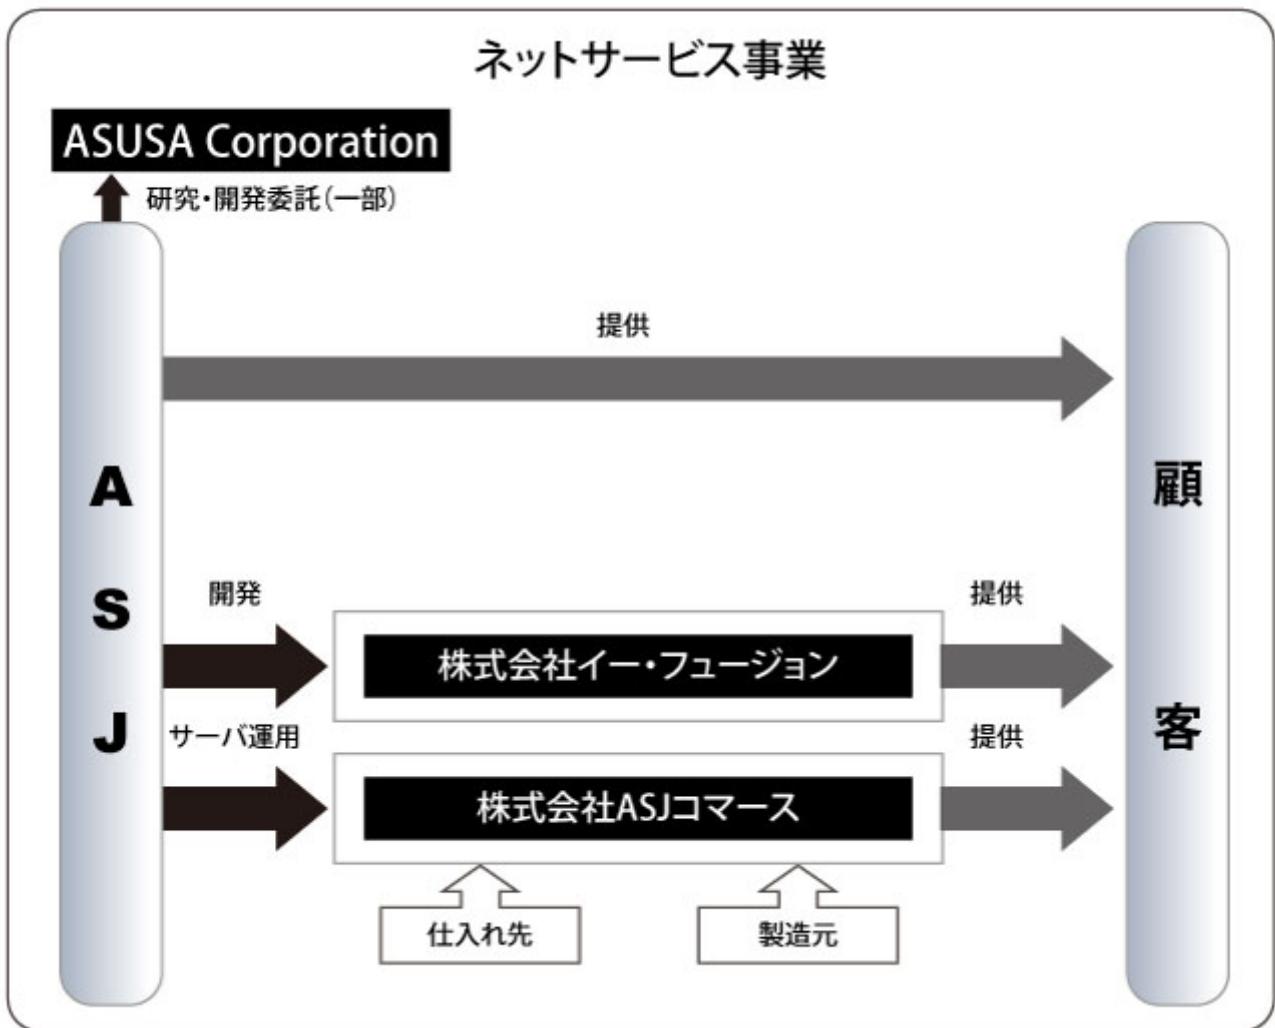 ネットサービス事業
ASUSA Corporation
研究・開発委託(一部)
提供
A
S
J
顧
客
開発
株式会社イー・フュージョン
提供
サーバ運用
株式会社ASJコマース
提供
仕入れ先
製造元